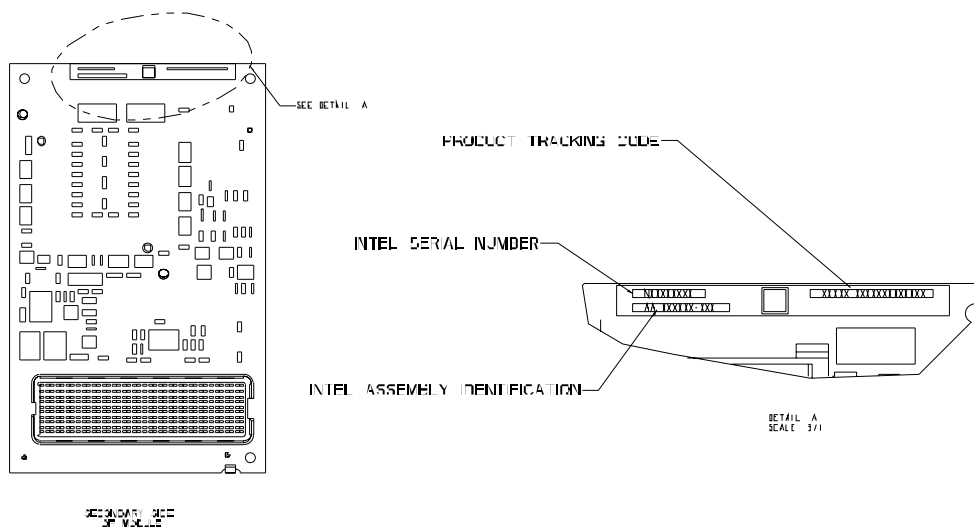 SEE DETAIL A
PRODUCT TRACKING CODE
INTEL SERIAL NUMBER
INTEL ASSEMBLY IDENTIFICATION
DETAIL A
SCALE 3/1
SECONDARY SIDE
OF MODULE